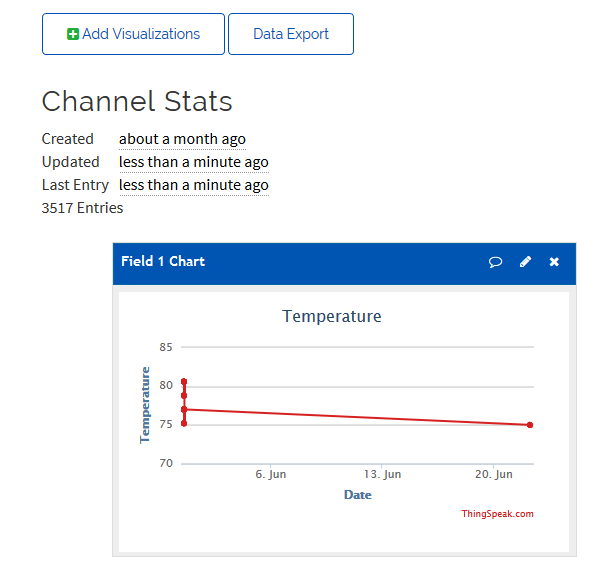 Add Visualizations
Data Export
Channel Stats
Created about a month ago
Updated less than a minute ago
Last Entry less than a minute ago
3517 Entries
Field 1 Chart
Temperature
85
80
75
70
Temperature
6. Jun
13. Jun
20. Jun
Date
ThingSpeak.com